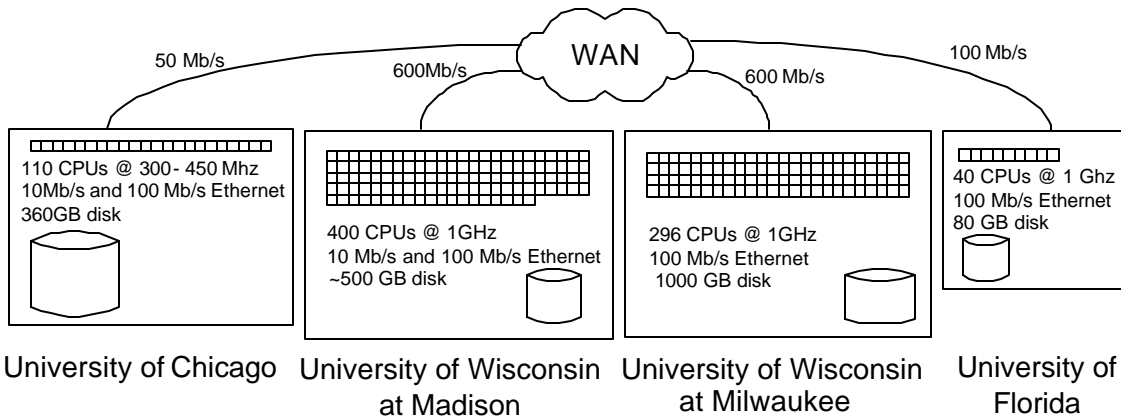 WAN
50 Mb/s
600Mb/s
600 Mb/s
100 Mb/s
110 CPUs @ 300- 450 Mhz
10Mb/s and 100 Mb/s Ethernet
360GB disk
400 CPUs @ 1GHz
10 Mb/s and 100 Mb/s Ethernet
~500 GB disk
296 CPUs @ 1GHz
100 Mb/s Ethernet
1000 GB disk
40 CPUs @ 1 Ghz
100 Mb/s Ethernet
80 GB disk
University of Chicago
University of Wisconsin
at Madison
University of Wisconsin
at Milwaukee
University of
Florida